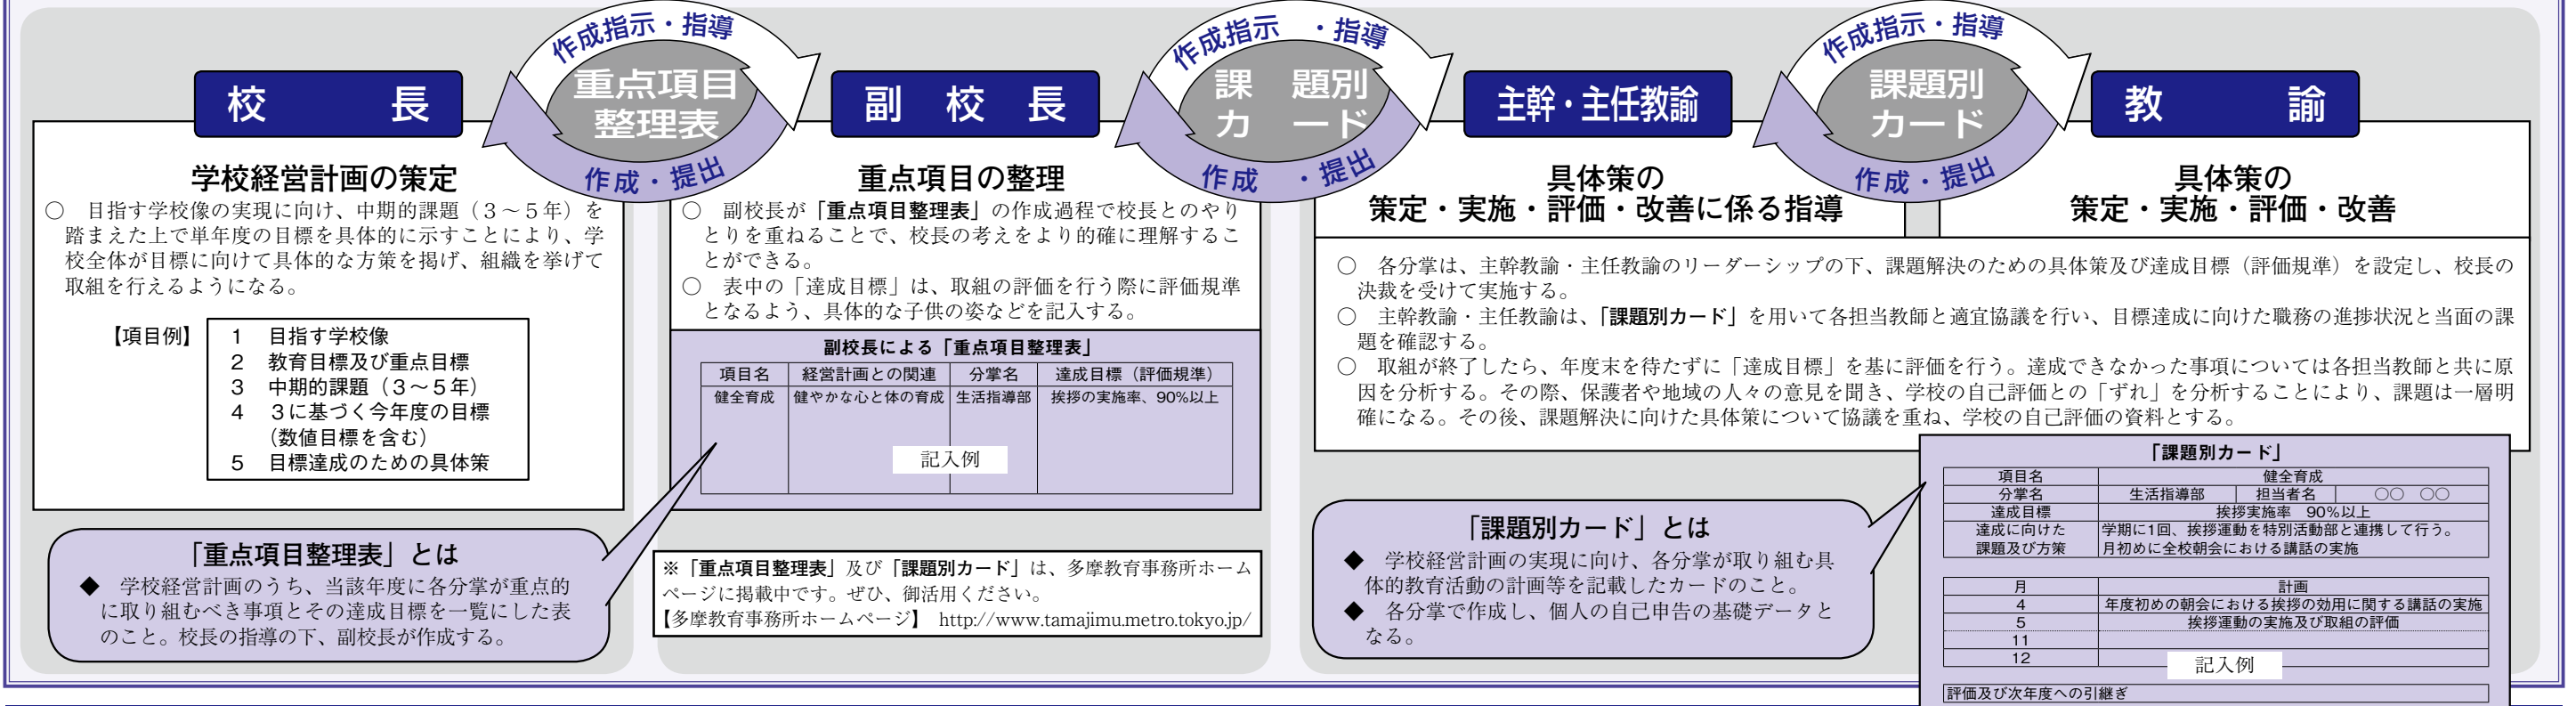 作成指示・指導
重点項目
整理表
作成・提出
作成指示　・指導
課　題別
カ　ード
作成　・提出
作成指示・指導
課題別
カード
作成・提出
校　　　長
学校経営計画の策定
○　目指す学校像の実現に向け、中期的課題（３～５年）を
踏まえた上で単年度の目標を具体的に示すことにより、学
校全体が目標に向けて具体的な方策を掲げ、組織を挙げて
取組を行えるようになる。
【項目例】
1　目指す学校像
2　教育目標及び重点目標
3　中期的課題（３～５年）
4　３に基づく今年度の目標
（数値目標を含む）
5　目標達成のための具体策
「重点項目整理表」とは
◆　学校経営計画のうち、当該年度に各分掌が重点的
に取り組むべき事項とその達成目標を一覧にした表
のこと。校長の指導の下、副校長が作成する。
副　校　長
重点項目の整理
○　副校長が「重点項目整理表」の作成過程で校長とのやり
とりを重ねることで、校長の考えをより的確に理解するこ
とができる。
○　表中の「達成目標」は、取組の評価を行う際に評価規準
となるよう、具体的な子供の姿などを記入する。
副校長による「重点項目整理表」
項目名　経営計画との関連　分掌名　達成目標（評価規準）
健全育成　健やかな心と体の育成　生活指導部　挨拶の実施率、90%以上
記入例
※「重点項目整理表」及び「課題別カード」は、多摩教育事務所ホーム
ページに掲載中です。ぜひ、御活用ください。
【多摩教育事務所ホームページ】　http://www.tamajimu.metro.tokyo.jp/
主幹・主任教諭
具体策の
策定・実施・評価・改善に係る指導
教　　　諭
具体策の
策定・実施・評価・改善
○　各分掌は、主幹教諭・主任教諭のリーダーシップの下、課題解決のための具体策及び達成目標（評価規準）を設定し、校長の
決裁を受けて実施する。
○　主幹教諭・主任教諭は、「課題別カード」を用いて各担当教師と適宜協議を行い、目標達成に向けた職務の進捗状況と当面の課
題を確認する。
○　取組が終了したら、年度末を待たずに「達成目標」を基に評価を行う。達成できなかった事項については各担当教師と共に原
因を分析する。その際、保護者や地域の人々の意見を聞き、学校の自己評価との「ずれ」を分析することにより、課題は一層明
確になる。その後、課題解決に向けた具体策について協議を重ね、学校の自己評価の資料とする。
「課題別カード」とは
◆　学校経営計画の実現に向け、各分掌が取り組む具
体的教育活動の計画等を記載したカードのこと。
◆　各分掌で作成し、個人の自己申告の基礎データと
なる。
「課題別カード」
項目名　健全育成
分掌名　生活指導部　担当者名　○○　○○
達成目標　挨拶実施率　90%以上
達成に向けた　学期に1回、挨拶運動を特別活動部と連携して行う。
課題及び方策　月初めに全校朝会における講話の実施
月　計画
4　年度初めの朝会における挨拶の効用に関する講話の実施
5　挨拶運動の実施及び取組の評価
11
12
記入例
評価及び次年度への引継ぎ